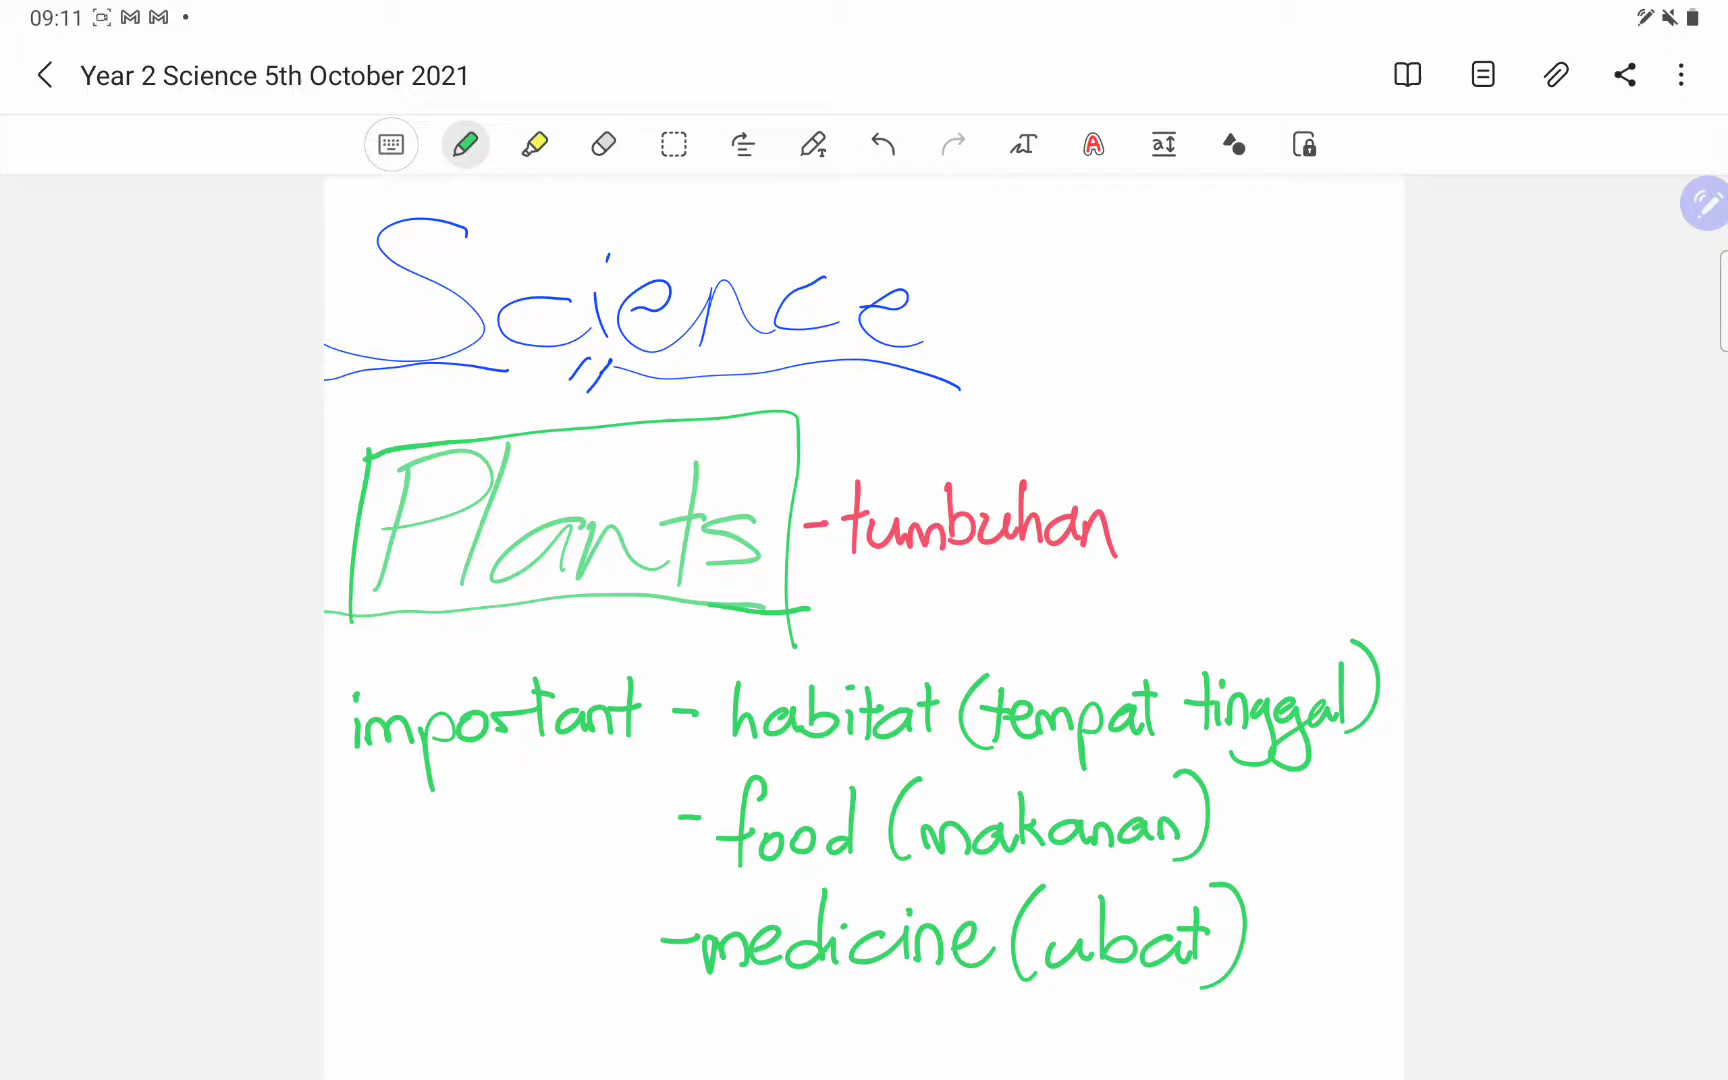 09:11
Year 2 Science 5th October 2021
Science
Plants - tumbuhan
important - habitat (tempat tinggal)
- food (makanan)
- medicine (ubat)